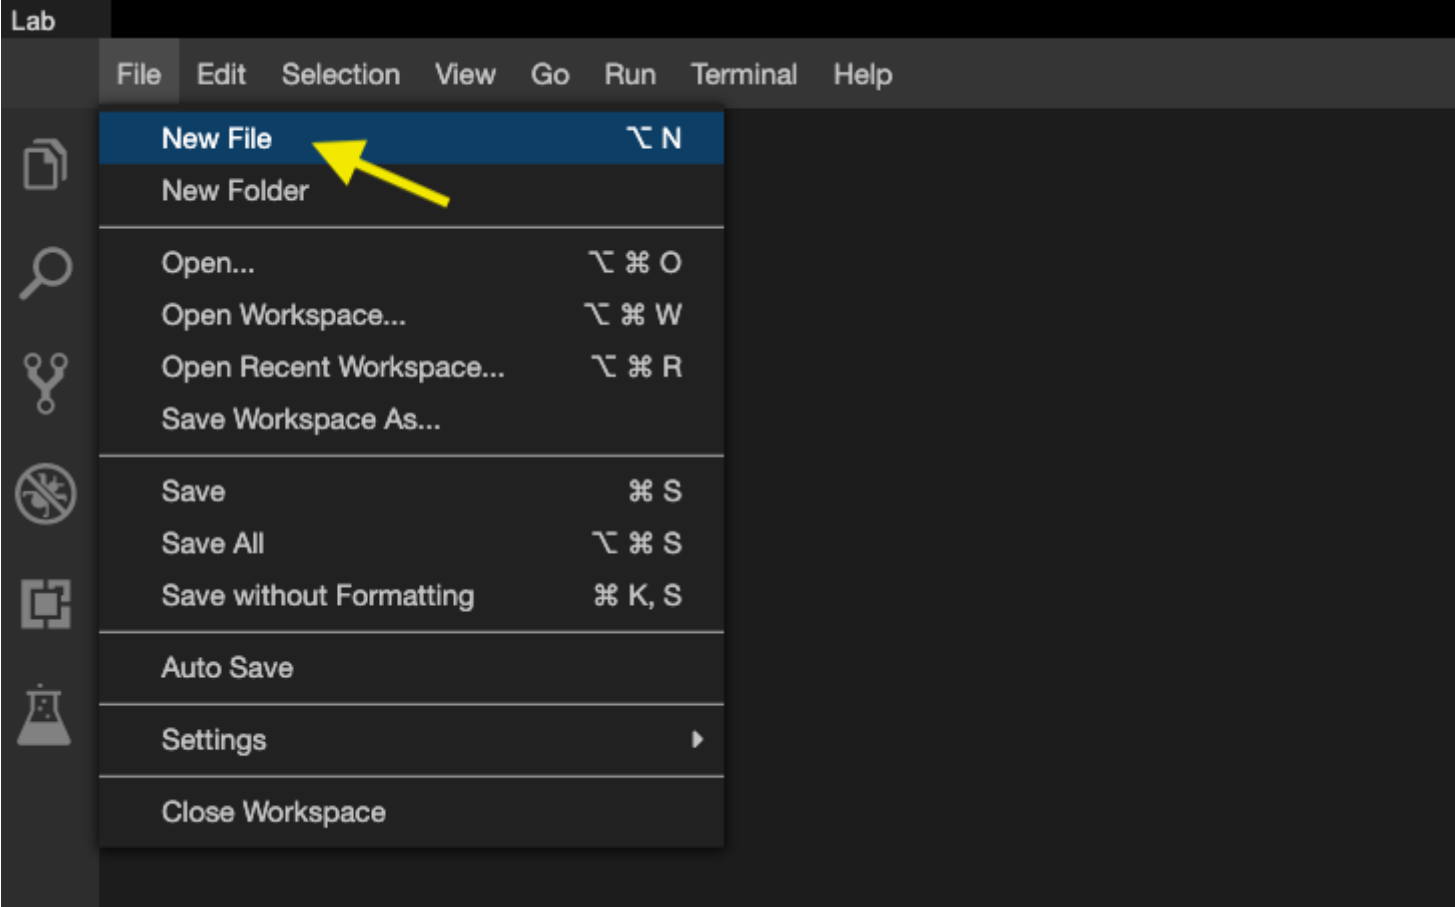 Lab
File Edit Selection View Go Run Terminal Help
New File ⌥ N
New Folder
Open... ⌥ ⌘ O
Open Workspace... ⌥ ⌘ W
Open Recent Workspace... ⌥ ⌘ R
Save Workspace As...
Save ⌘ S
Save All ⌥ ⌘ S
Save without Formatting ⌘ K, S
Auto Save
Settings
Close Workspace